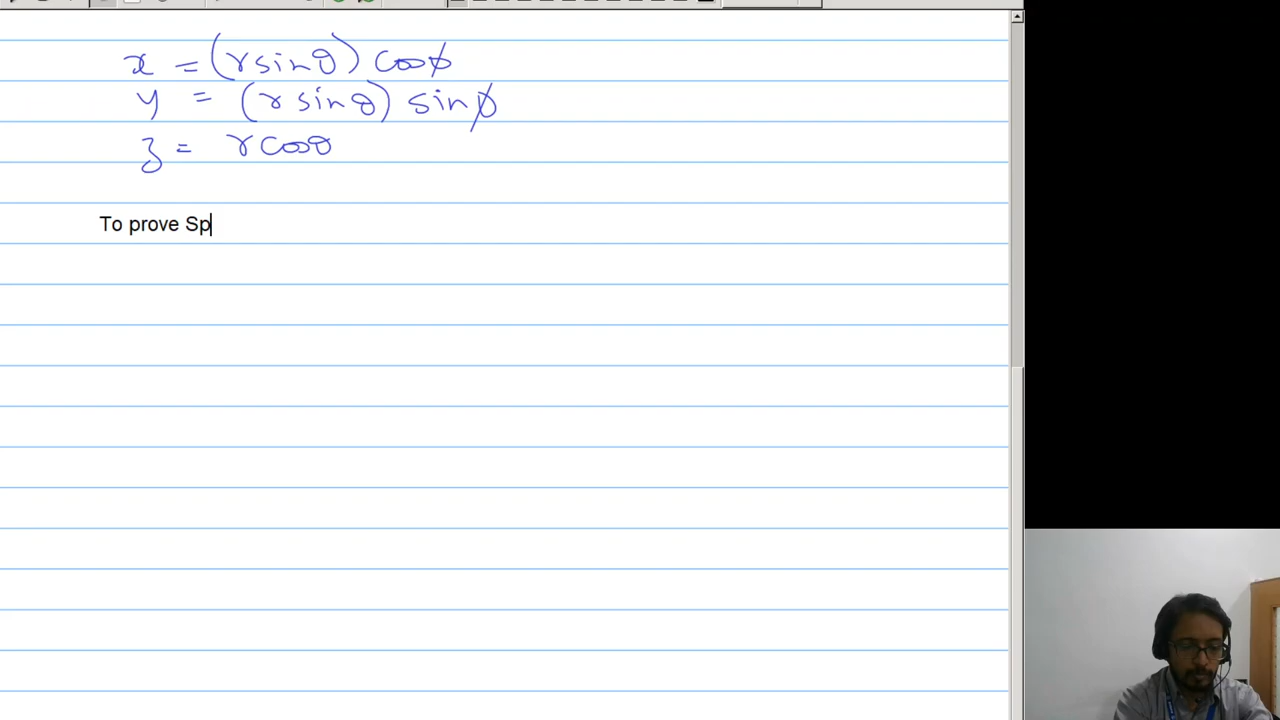 x = (r sinθ) cosϕ
y = (r sinθ) sinϕ
z = r cosθ
To prove Sp